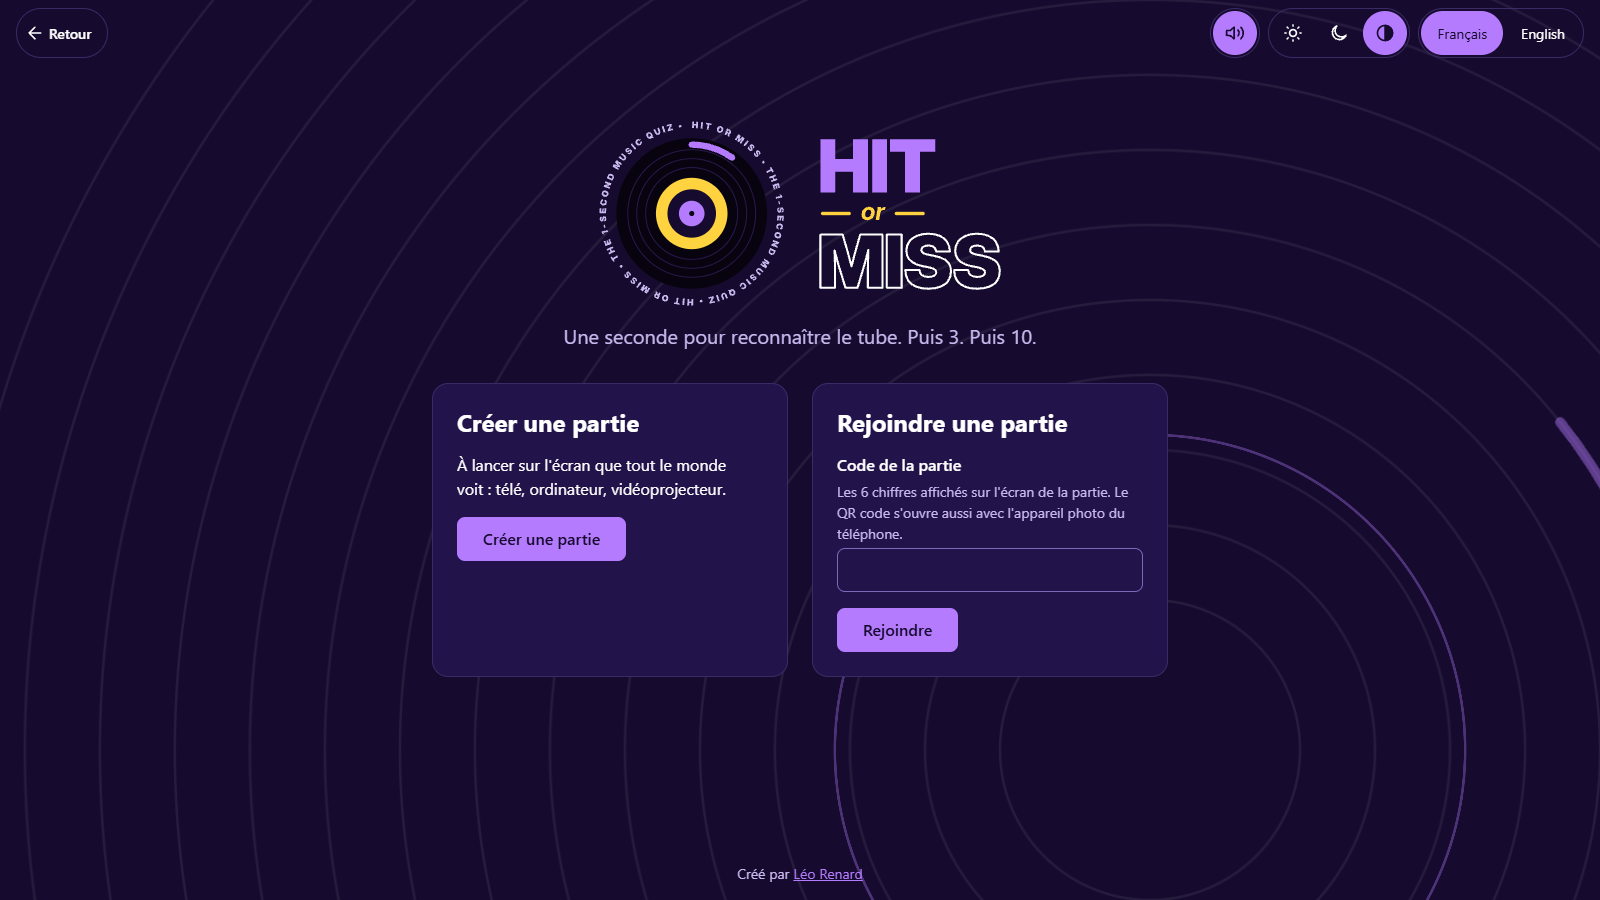 Retour
Français
English
HIT OR MISS • THE 1-SECOND MUSIC QUIZ • HIT OR MISS • THE 1-SECOND MUSIC QUIZ •
HIT
or
MISS
Une seconde pour reconnaître le tube. Puis 3. Puis 10.
Créer une partie
À lancer sur l'écran que tout le monde
voit : télé, ordinateur, vidéoprojecteur.
Créer une partie
Rejoindre une partie
Code de la partie
Les 6 chiffres affichés sur l'écran de la partie. Le
QR code s'ouvre aussi avec l'appareil photo du
téléphone.
Rejoindre
Créé par Léo Renard